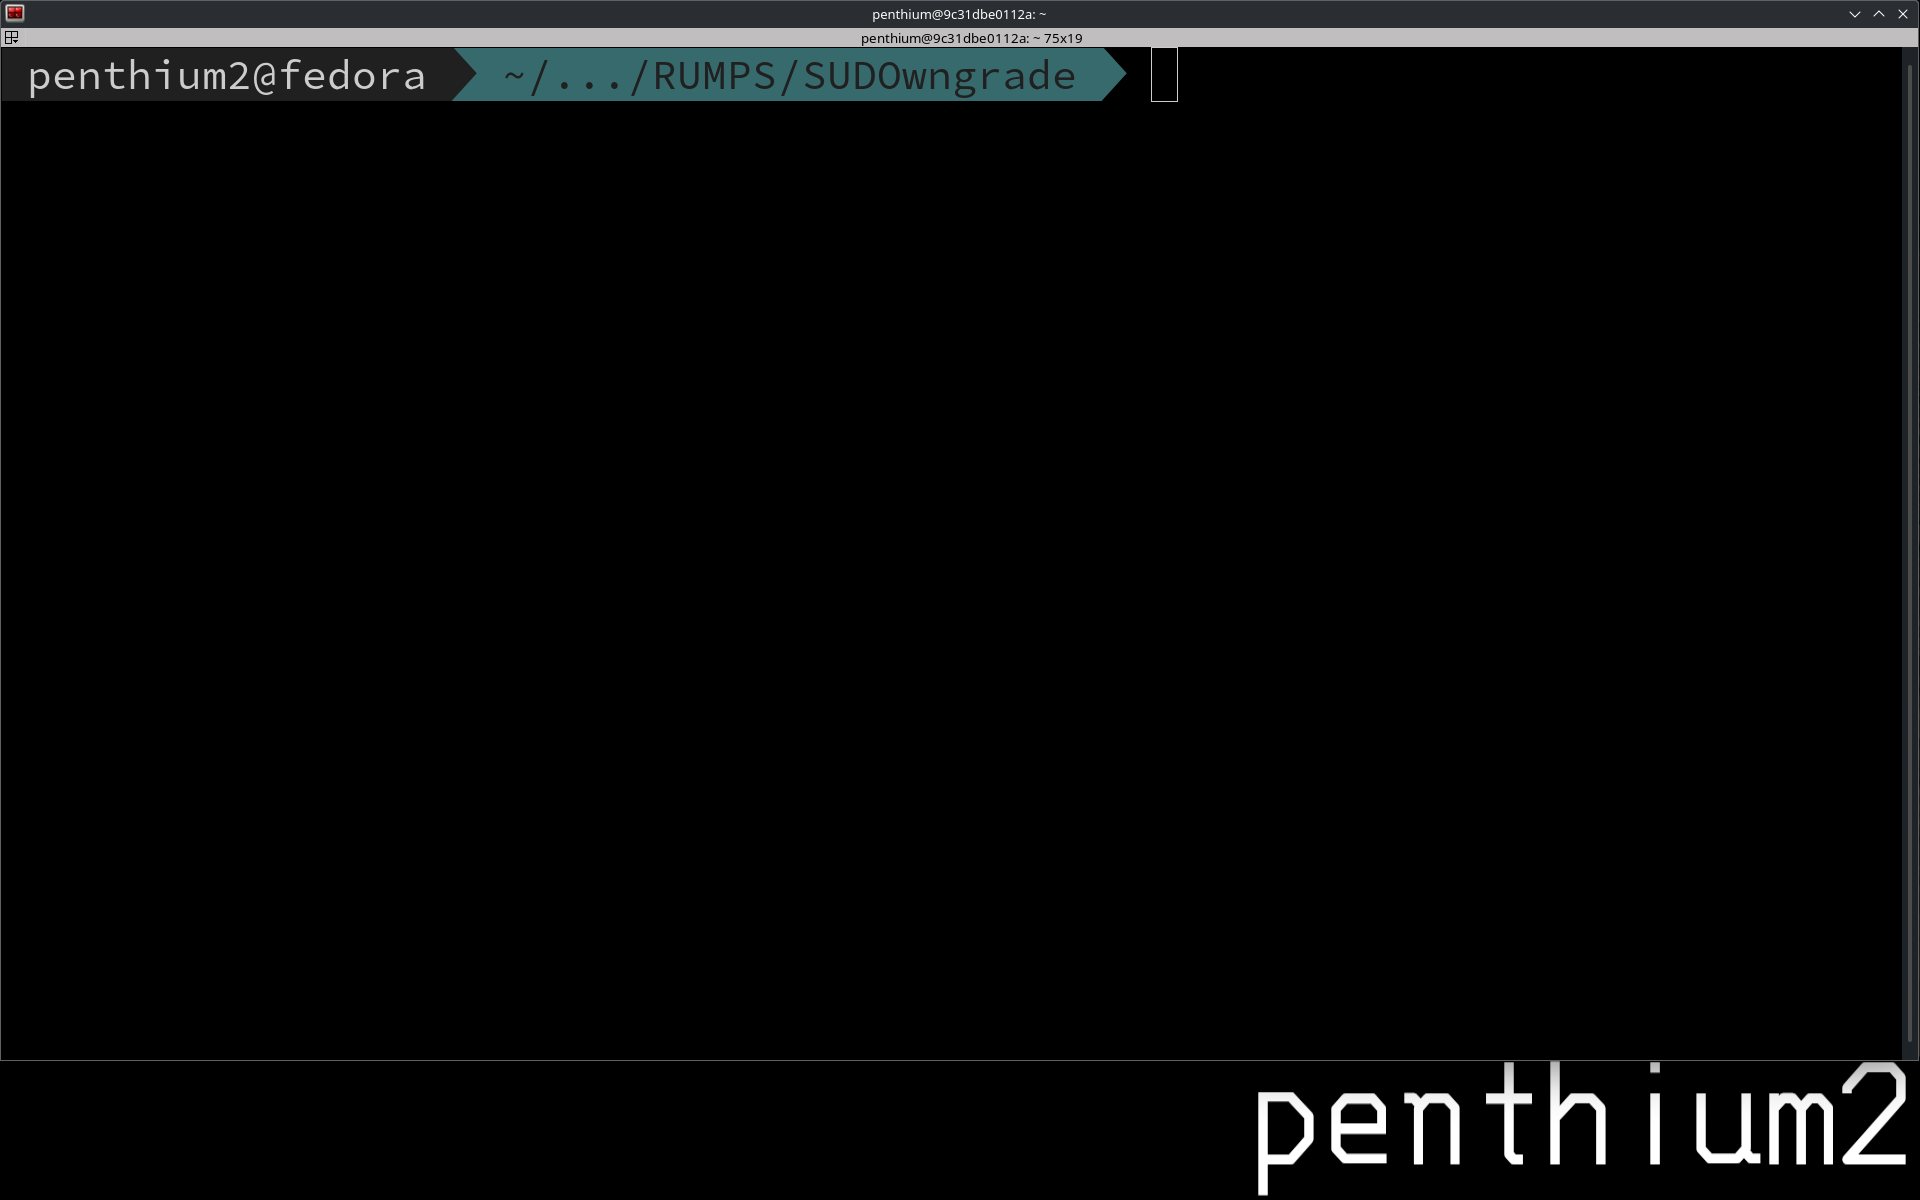 penthium@9c31dbe0112a: ~
penthium@9c31dbe0112a: ~ 75x19
penthium2@fedora ~/.../RUMPS/SUDOwngrade
penthium2